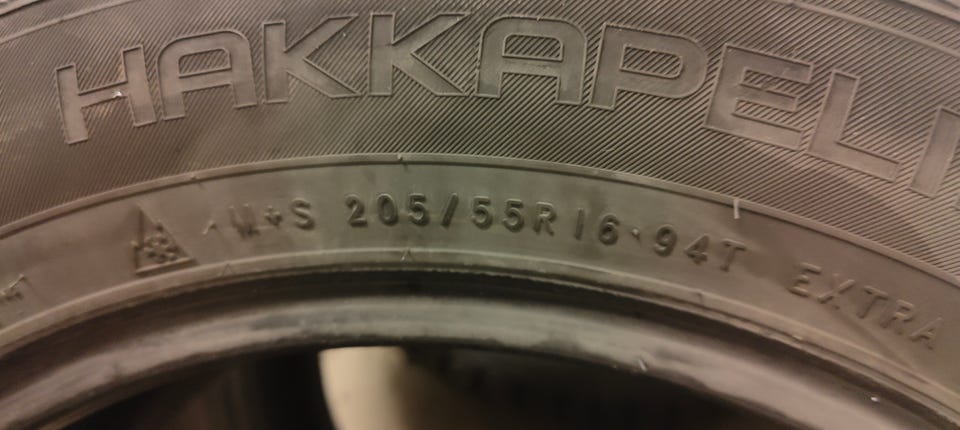 HAKKAPELI
M+S 205/55R16 · 94T EXTRA